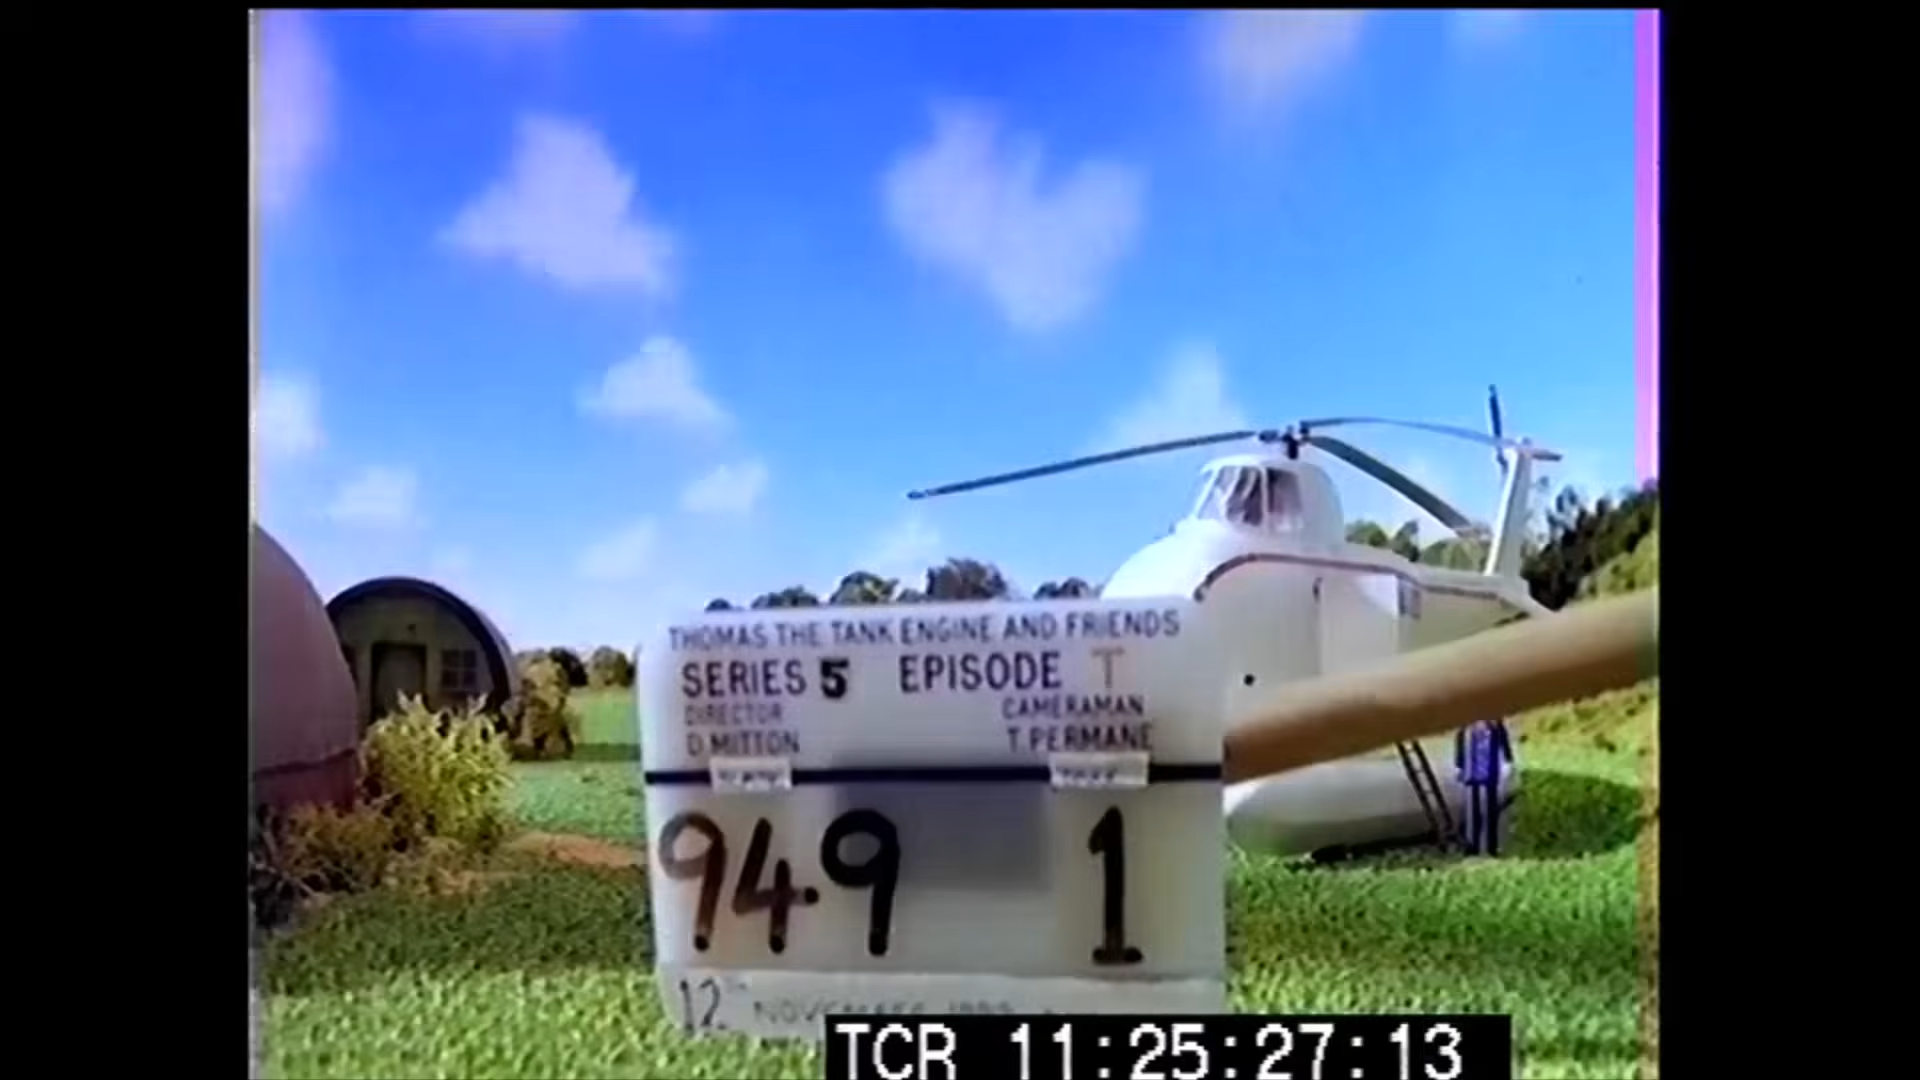 THOMAS THE TANK ENGINE AND FRIENDS
SERIES 5 EPISODE T
DIRECTOR CAMERAMAN
D.MITTON T.PERMANE
949 1
12
TCR 11:25:27:13